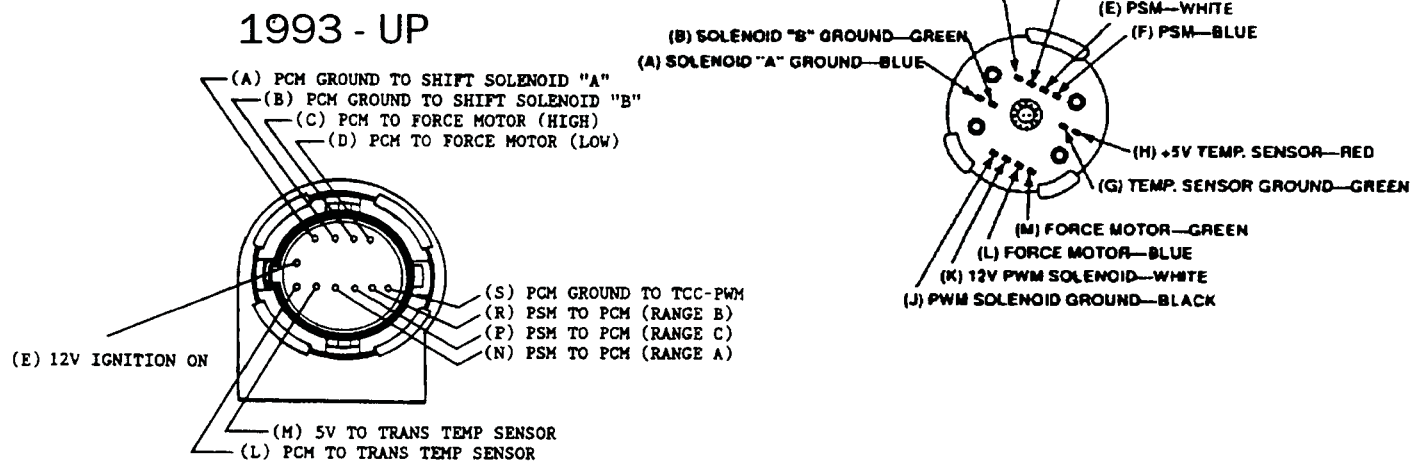 1993 - UP
(A) PCM GROUND TO SHIFT SOLENOID "A"
(B) PCM GROUND TO SHIFT SOLENOID "B"
(C) PCM TO FORCE MOTOR (HIGH)
(D) PCM TO FORCE MOTOR (LOW)
(E) 12V IGNITION ON
(S) PCM GROUND TO TCC-PWM
(R) PSM TO PCM (RANGE B)
(P) PSM TO PCM (RANGE C)
(N) PSM TO PCM (RANGE A)
(M) 5V TO TRANS TEMP SENSOR
(L) PCM TO TRANS TEMP SENSOR
(E) PSM—WHITE
(F) PSM—BLUE
(B) SOLENOID "B" GROUND—GREEN
(A) SOLENOID "A" GROUND—BLUE
(H) +5V TEMP. SENSOR—RED
(G) TEMP. SENSOR GROUND—GREEN
(M) FORCE MOTOR—GREEN
(L) FORCE MOTOR—BLUE
(K) 12V PWM SOLENOID—WHITE
(J) PWM SOLENOID GROUND—BLACK